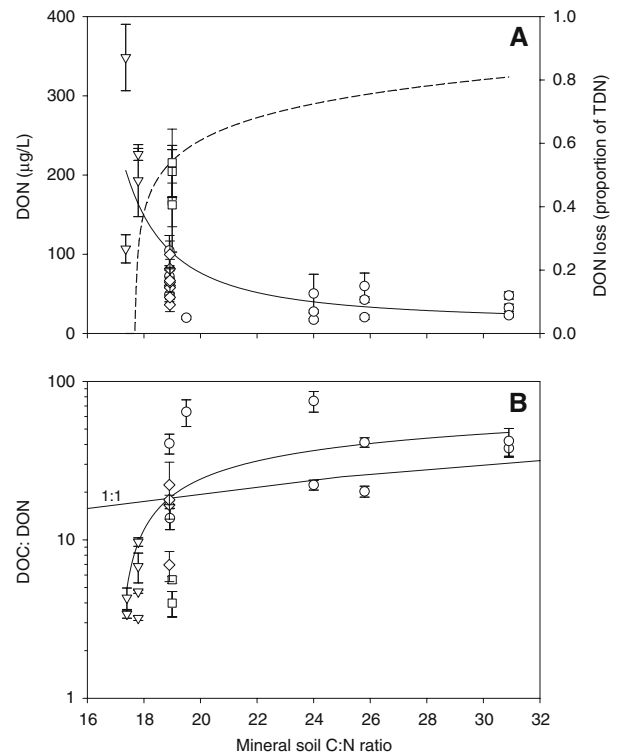 400
300
200
100
0
DON (µg/L)
A
1.0
0.8
0.6
0.4
0.2
0.0
DON loss (proportion of TDN)
100
10
1
DOC: DON
B
1:1
16 18 20 22 24 26 28 30 32
Mineral soil C:N ratio